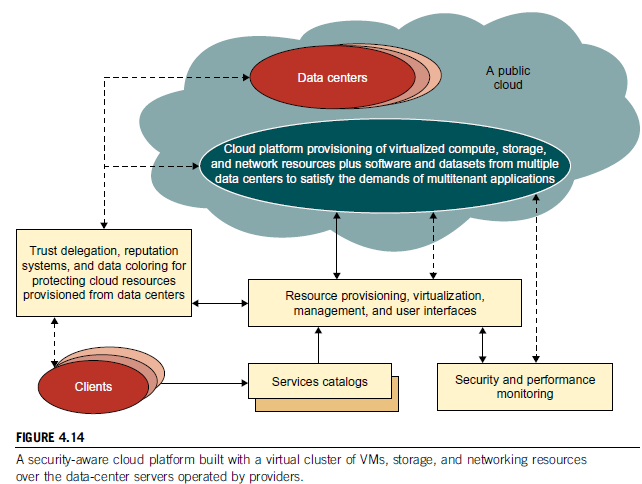 Data centers
A public
cloud
Cloud platform provisioning of virtualized compute, storage,
and network resources plus software and datasets from multiple
data centers to satisfy the demands of multitenant applications
Trust delegation, reputation
systems, and data coloring for
protecting cloud resources
provisioned from data centers
Resource provisioning, virtualization,
management, and user interfaces
Clients
Services catalogs
Security and performance
monitoring
FIGURE 4.14
A security-aware cloud platform built with a virtual cluster of VMs, storage, and networking resources
over the data-center servers operated by providers.